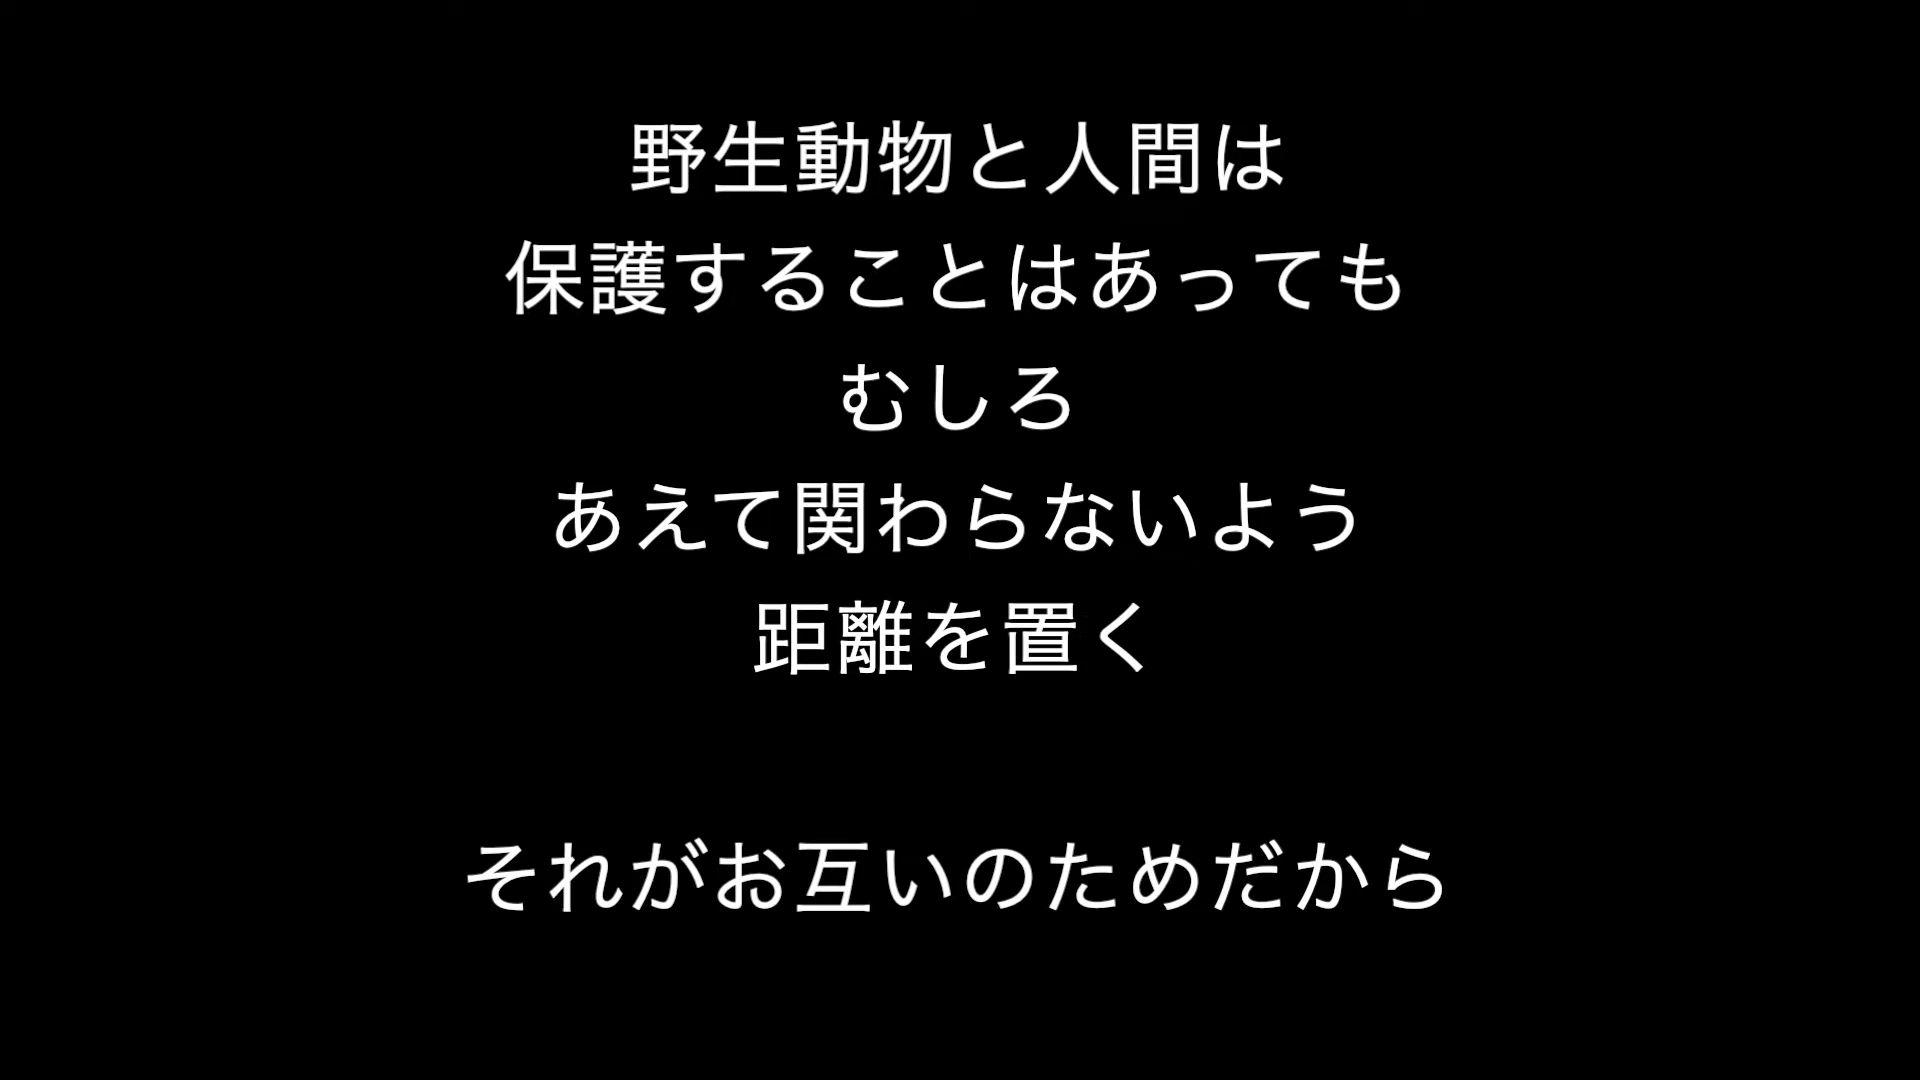 野生動物と人間は
保護することはあっても
むしろ
あえて関わらないよう
距離を置く
それがお互いのためだから